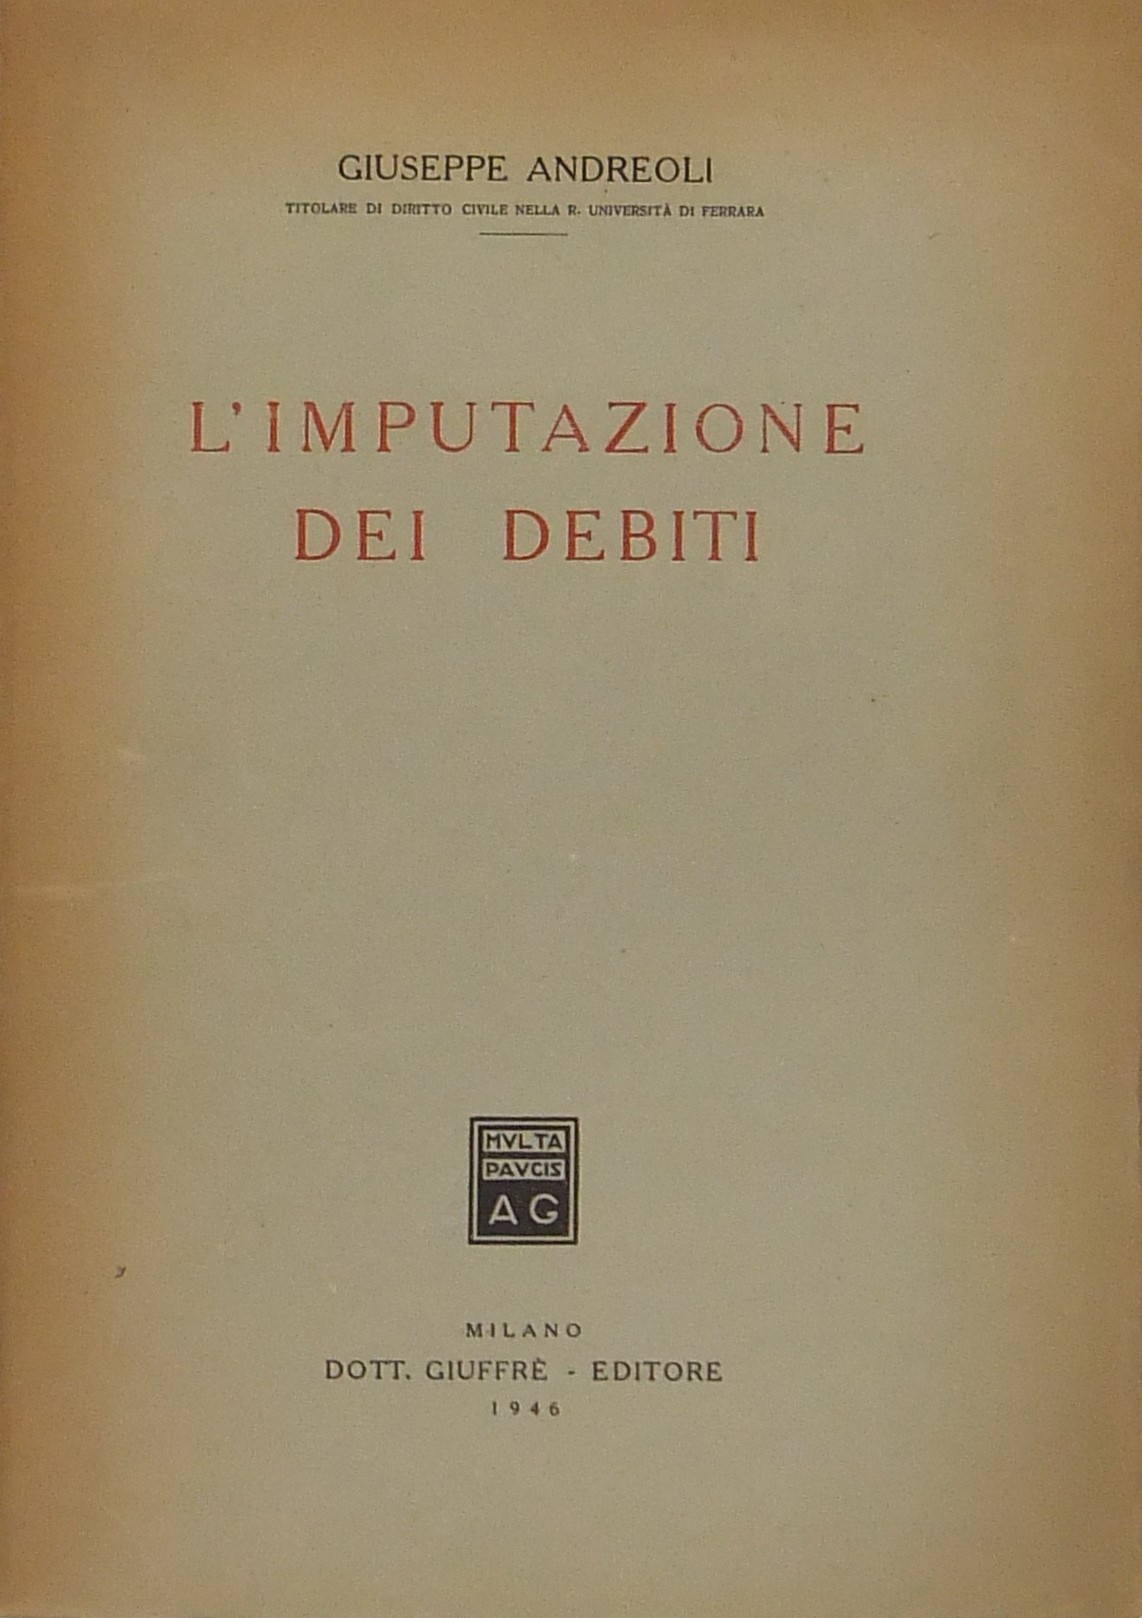 GIUSEPPE ANDREOLI
TITOLARE DI DIRITTO CIVILE NELLA R. UNIVERSITÀ DI FERRARA
L'IMPUTAZIONE
DEI DEBITI
MVLTA
PAVCIS
AG
MILANO
DOTT. GIUFFRÈ - EDITORE
1946